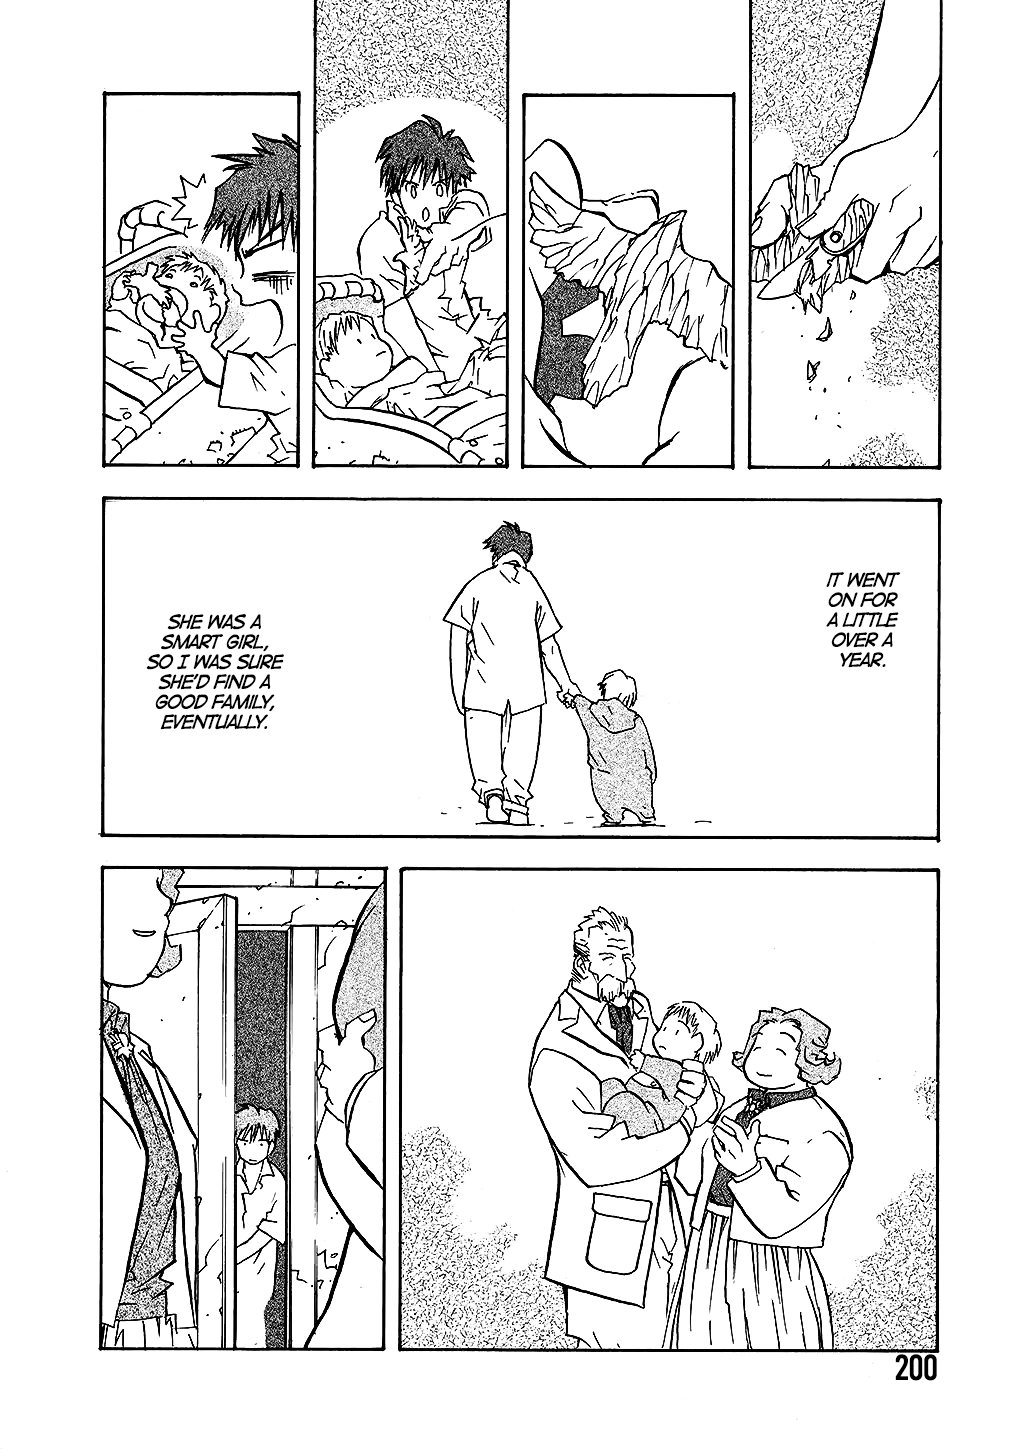 IT WENT
ON FOR
A LITTLE
OVER A
YEAR.
SHE WAS A
SMART GIRL,
SO I WAS SURE
SHE'D FIND A
GOOD FAMILY,
EVENTUALLY.
200